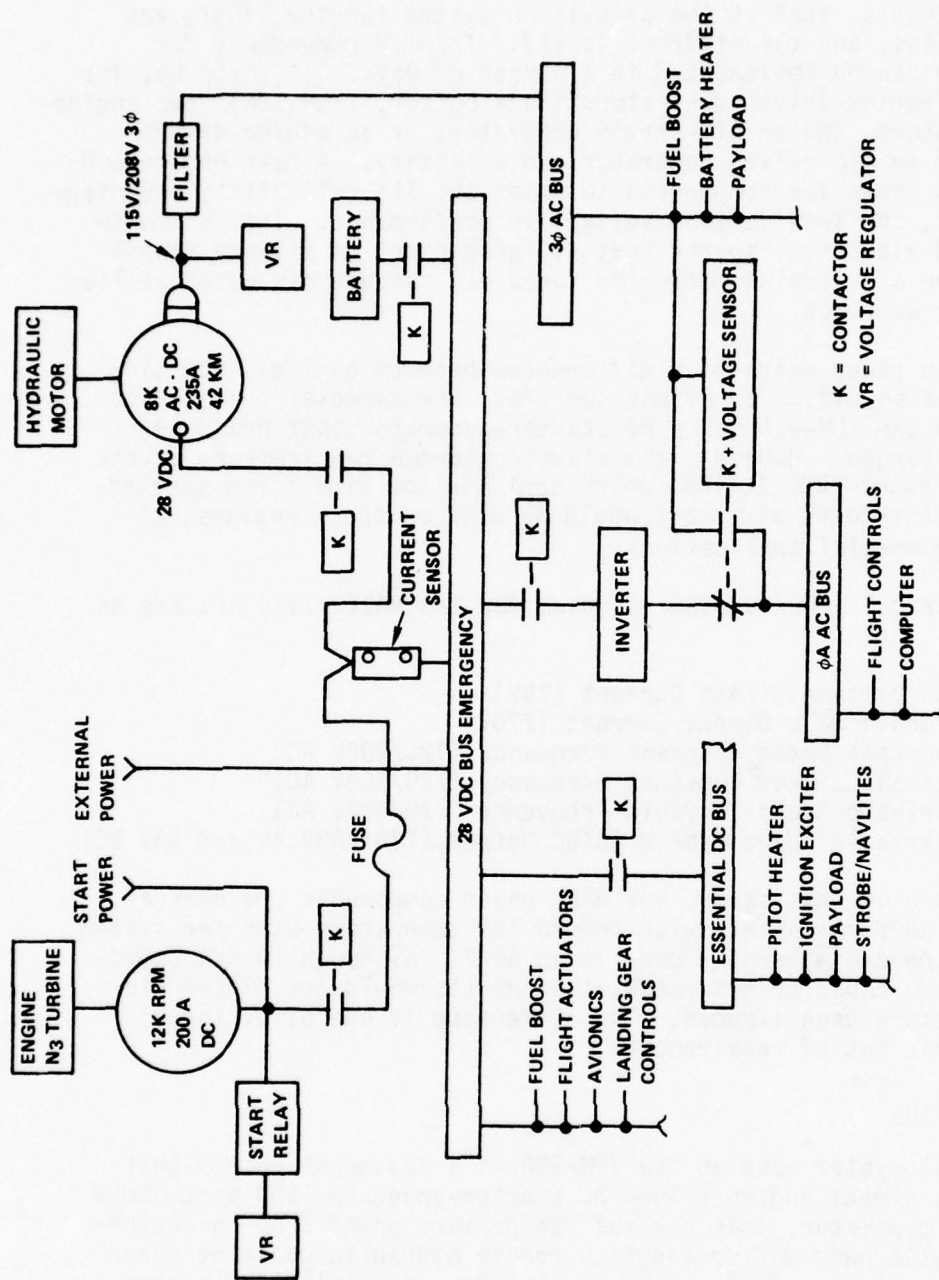 ENGINE
N3 TURBINE
12K RPM
200 A
DC
START
POWER
EXTERNAL
POWER
28 VDC
HYDRAULIC
MOTOR
8K
AC - DC
235A
42 KM
115V/208V 3ϕ
FILTER
VR
START
RELAY
VR
K
FUSE
K
CURRENT
SENSOR
BATTERY
K
28 VDC BUS EMERGENCY
3ϕ AC BUS
FUEL BOOST
FLIGHT ACTUATORS
AVIONICS
LANDING GEAR
CONTROLS
K
K
INVERTER
FUEL BOOST
BATTERY HEATER
PAYLOAD
K + VOLTAGE SENSOR
ESSENTIAL DC BUS
PITOT HEATER
IGNITION EXCITER
PAYLOAD
STROBE/NAVLITES
ϕA AC BUS
FLIGHT CONTROLS
COMPUTER
K = CONTACTOR
VR = VOLTAGE REGULATOR